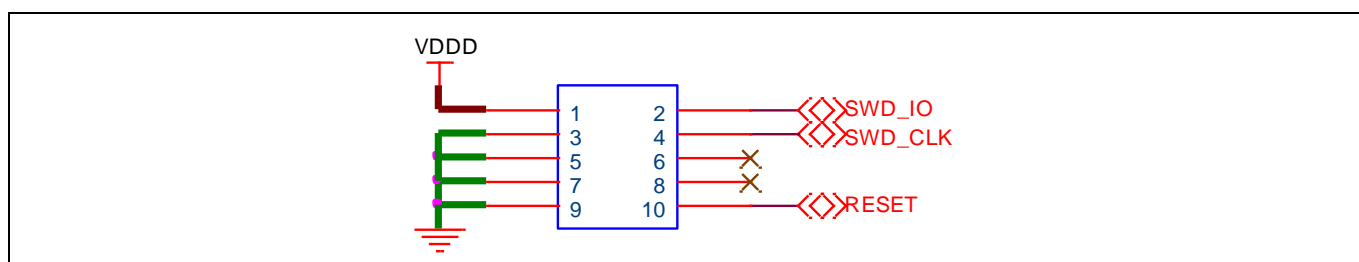 VDDD
1 2 SWD_IO
3 4 SWD_CLK
5 6
7 8
9 10 RESET